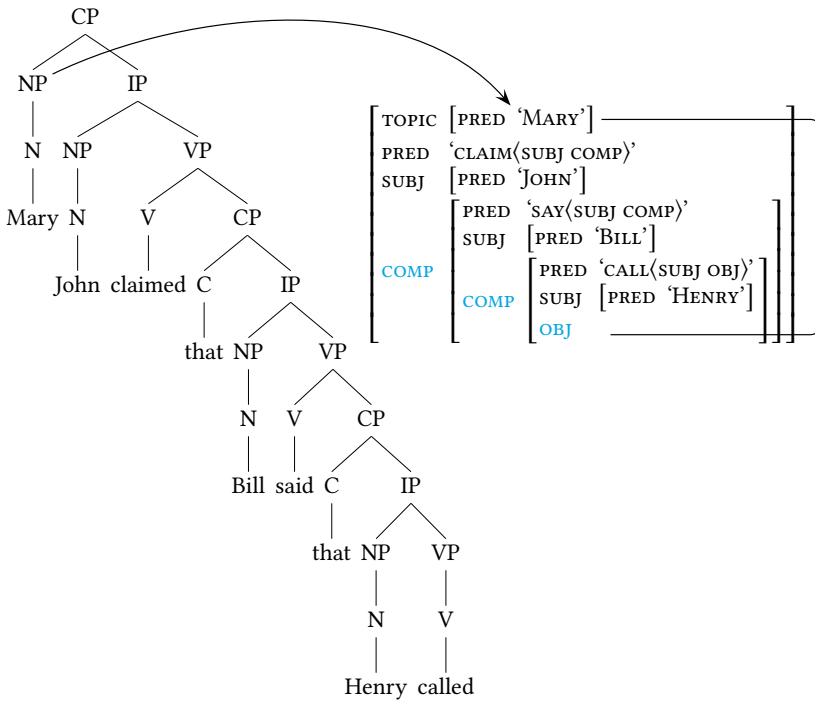 CP
NP IP
TOPIC [PRED ‘MARY’]
N NP VP
PRED ‘CLAIM⟨SUBJ COMP⟩’
SUBJ [PRED ‘JOHN’]
Mary N V CP
PRED ‘SAY⟨SUBJ COMP⟩’
SUBJ [PRED ‘BILL’]
COMP
PRED ‘CALL⟨SUBJ OBJ⟩’
John claimed C IP
COMP SUBJ [PRED ‘HENRY’]
OBJ
that NP VP
N V CP
Bill said C IP
that NP VP
N V
Henry called